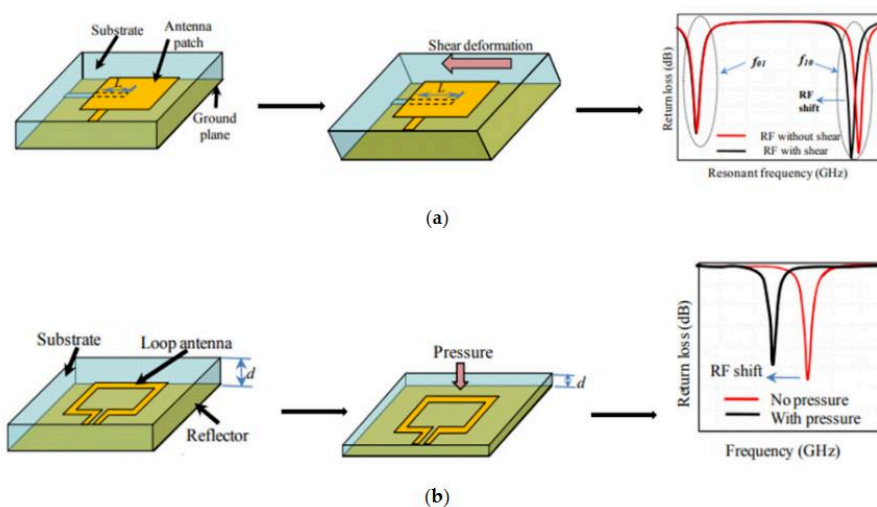 Substrate
Antenna
patch
L
Ground
plane
Shear deformation
L
Return loss (dB)
f01
f10
RF
shift
RF without shear
RF with shear
Resonant frequency (GHz)
(a)
Substrate
Loop antenna
d
Reflector
Pressure
d
Return loss (dB)
RF shift
No pressure
With pressure
Frequency (GHz)
(b)